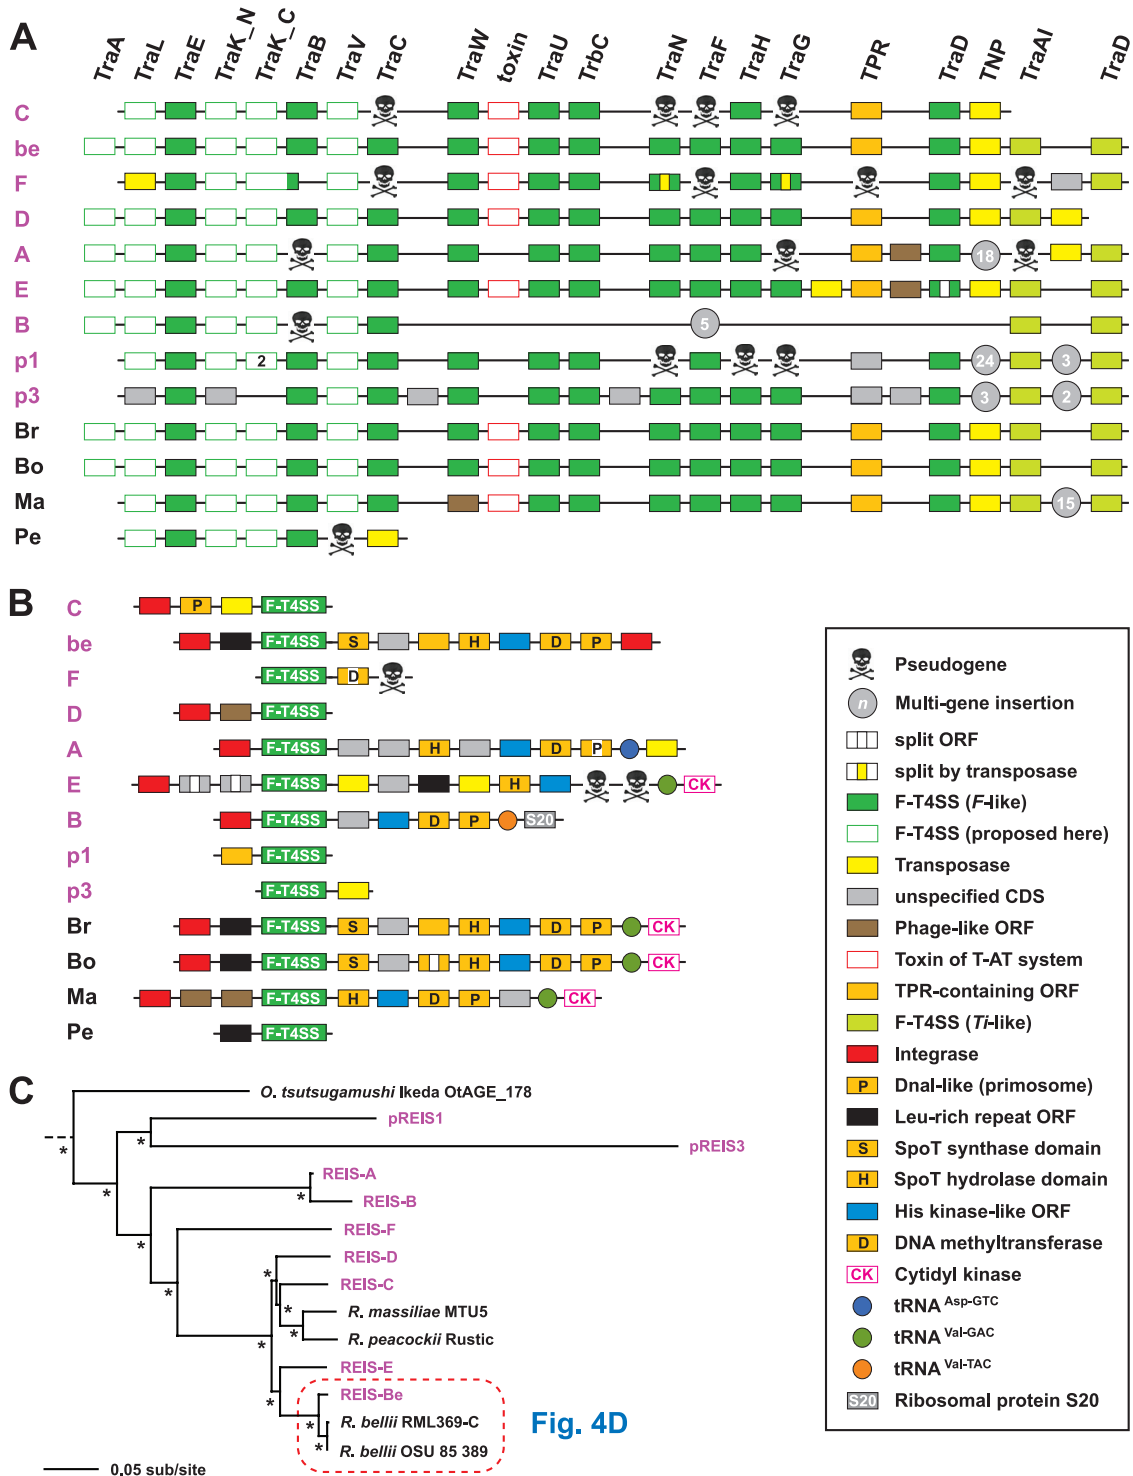 A
TraA TraL TraE TraK_N TraK_C TraB TraV TraC TraW toxin TraU TrbC TraN TraF TraH TraG TPR TraD TNP TraAI TraD
C
be
F
D
A 18
E
B 5
p1 2 24 3
p3 3 2
Br
Bo
Ma 15
Pe
B
C P F-T4SS
be F-T4SS S H D P
F F-T4SS D
D F-T4SS
A F-T4SS H D P
E F-T4SS H CK
B F-T4SS D P S20
p1 F-T4SS
p3 F-T4SS
Br F-T4SS S H D P CK
Bo F-T4SS S H D P CK
Ma F-T4SS H D P CK
Pe F-T4SS
Pseudogene
n Multi-gene insertion
split ORF
split by transposase
F-T4SS (F-like)
F-T4SS (proposed here)
Transposase
unspecified CDS
Phage-like ORF
Toxin of T-AT system
TPR-containing ORF
F-T4SS (Ti-like)
Integrase
P Dnal-like (primosome)
Leu-rich repeat ORF
S SpoT synthase domain
H SpoT hydrolase domain
His kinase-like ORF
D DNA methyltransferase
CK Cytidyl kinase
tRNA Asp-GTC
tRNA Val-GAC
tRNA Val-TAC
S20 Ribosomal protein S20
C
O. tsutsugamushi Ikeda OtAGE_178
pREIS1
* pREIS3
*
REIS-A
* REIS-B
*
REIS-F
REIS-D
*
REIS-C
R. massiliae MTU5
* *
R. peacockii Rustic
*
REIS-E
REIS-Be
*
R. bellii RML369-C
*
R. bellii OSU 85 389
*
Fig. 4D
0.05 sub/site